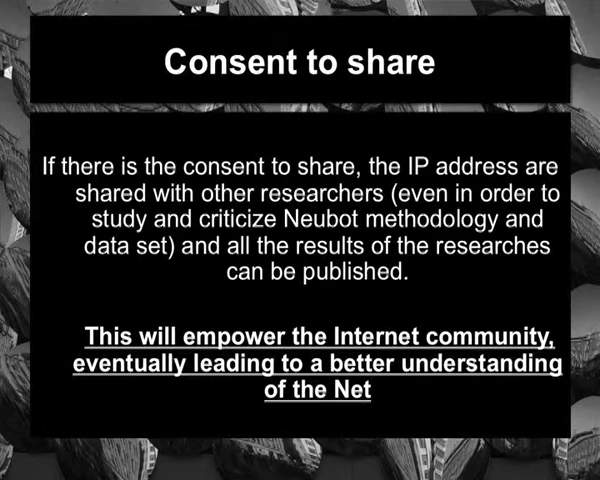 Consent to share
If there is the consent to share, the IP address are
shared with other researchers (even in order to
study and criticize Neubot methodology and
data set) and all the results of the researches
can be published.
This will empower the Internet community,
eventually leading to a better understanding
of the Net